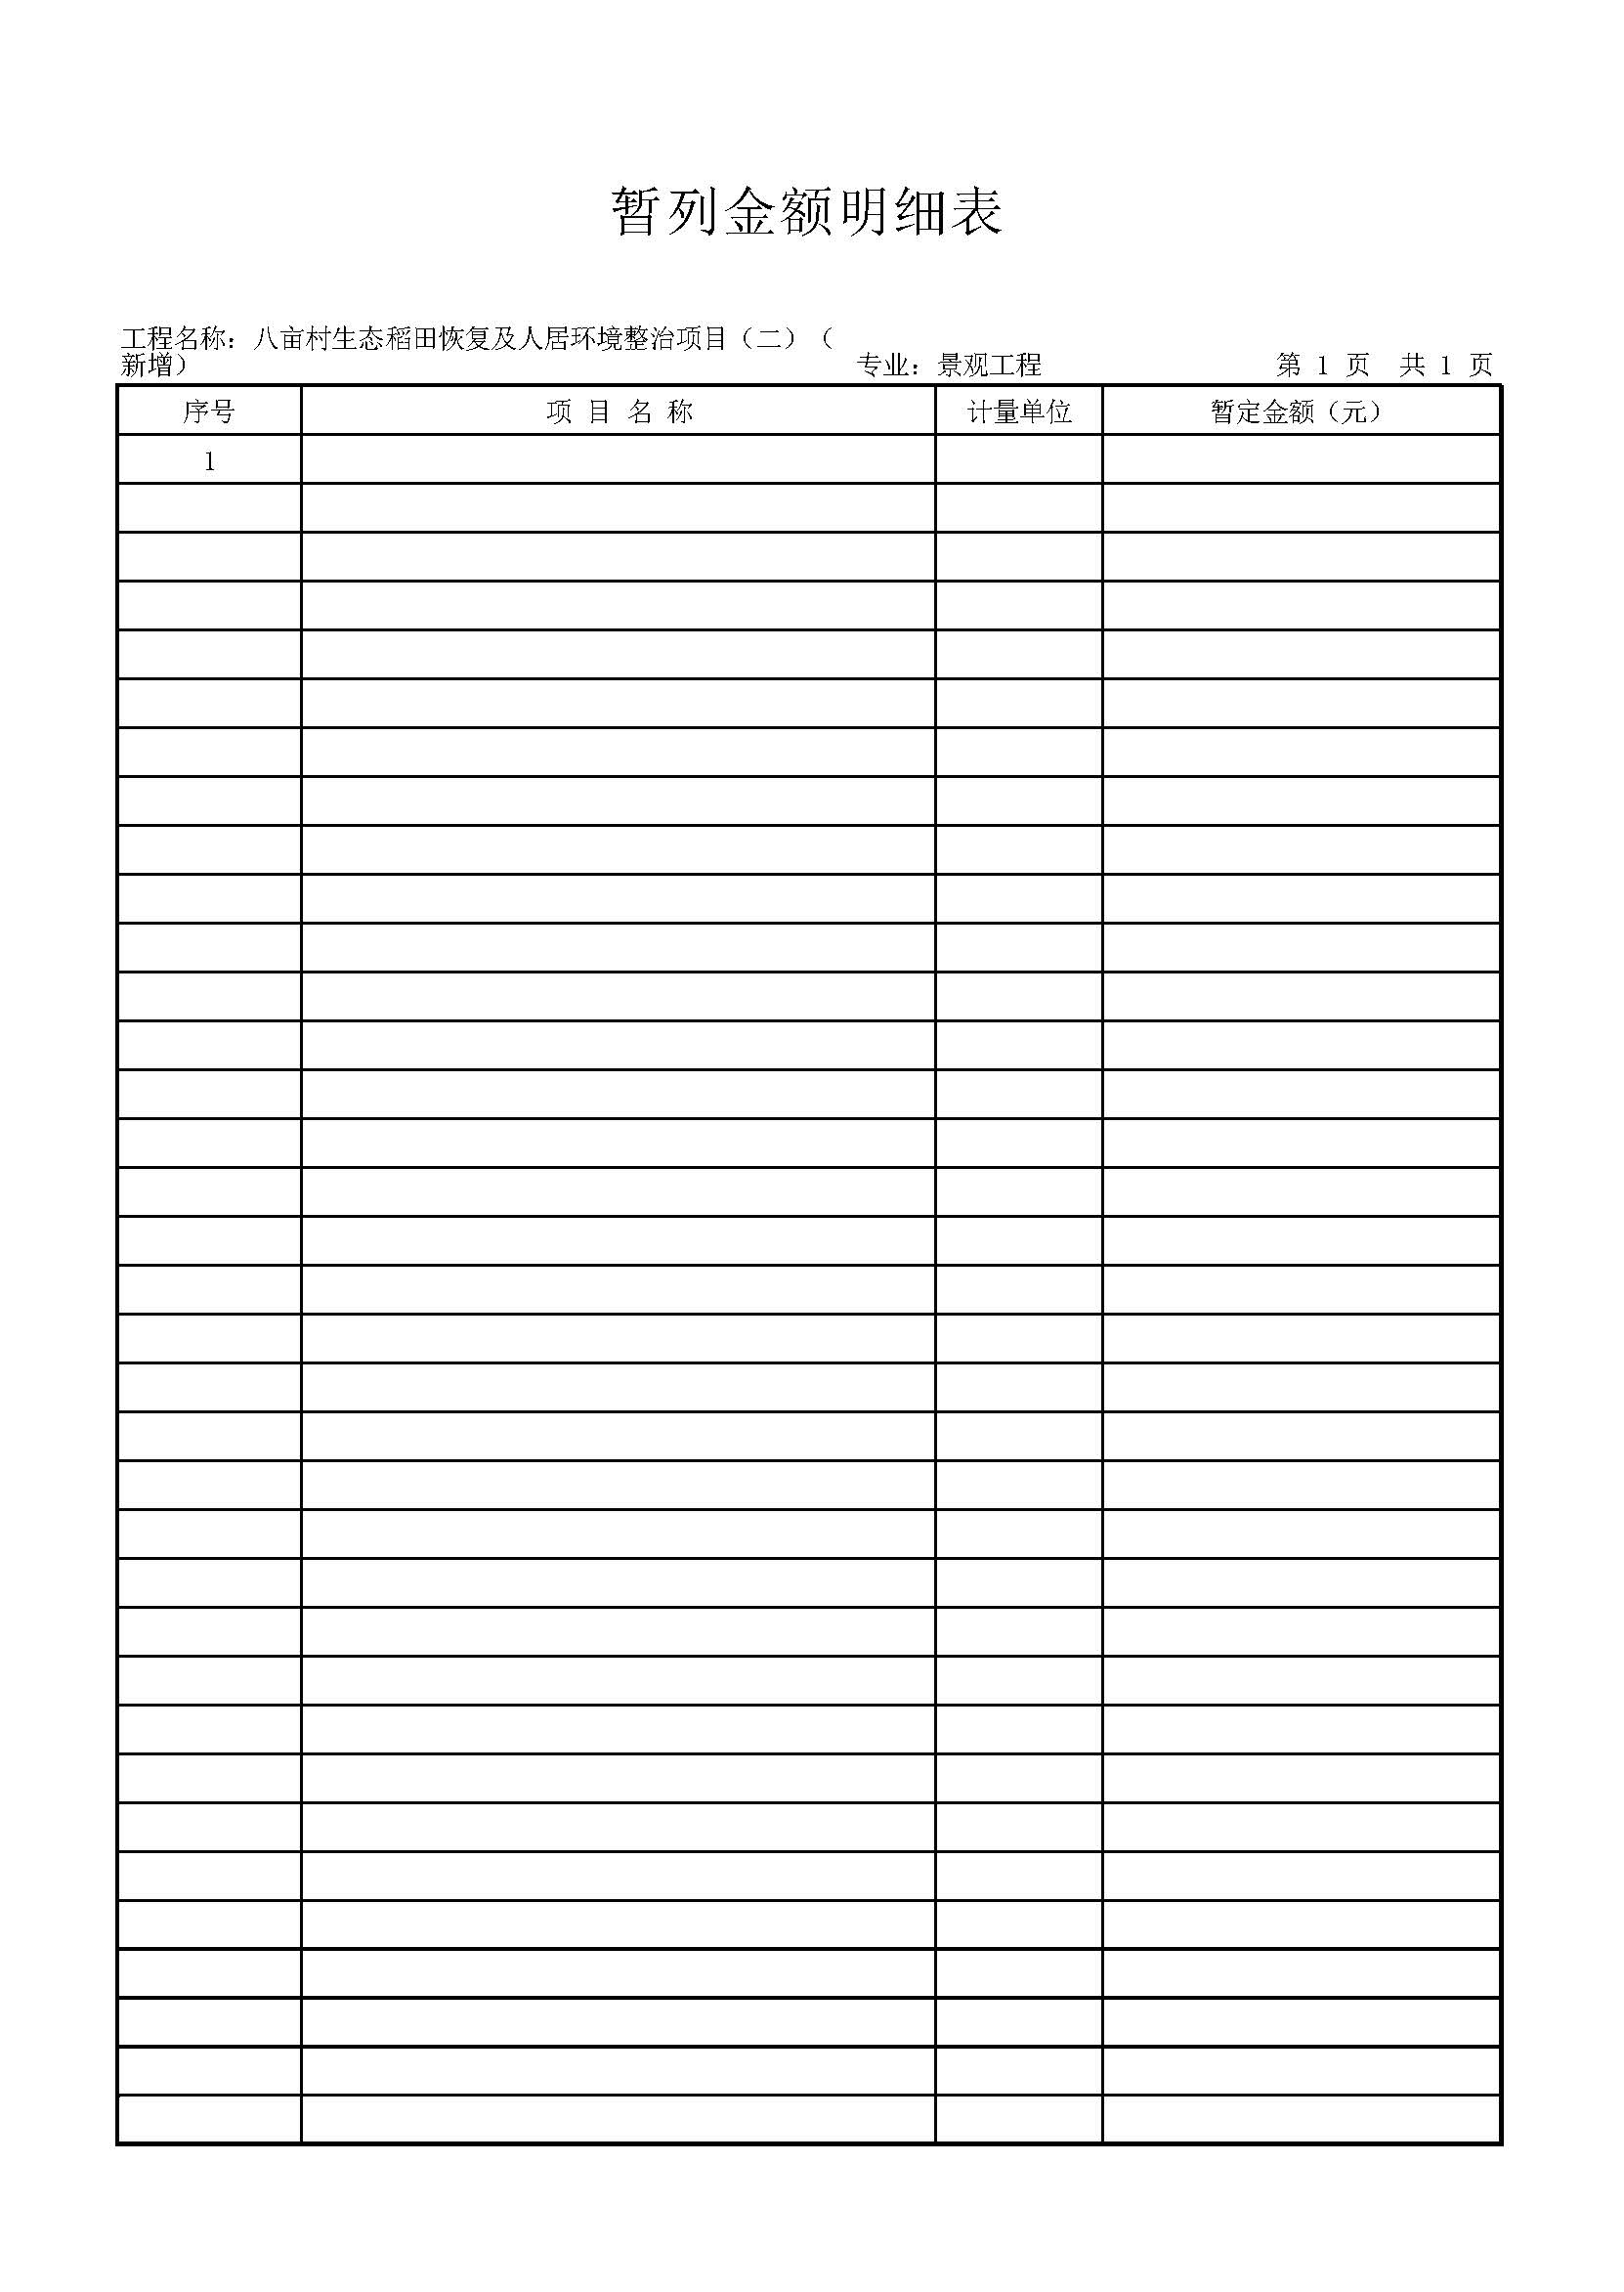 暂列金额明细表
工程名称：八亩村生态稻田恢复及人居环境整治项目（二）（
新增） 专业：景观工程 第 1 页 共 1 页
序号 项 目 名 称 计量单位 暂定金额（元）
1